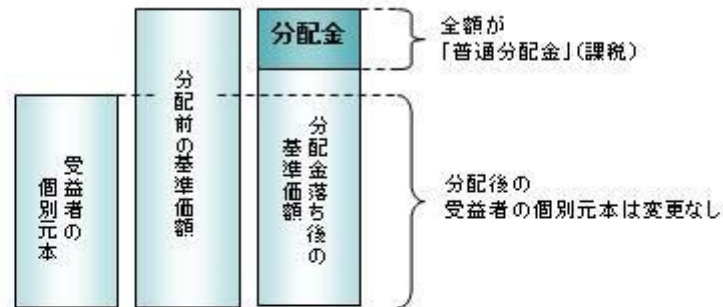 受益者の
個別元本
分配前の基準価額
分配金
分配金落ち後の
基準価額
全額が
「普通分配金」(課税)
分配後の
受益者の個別元本は変更なし